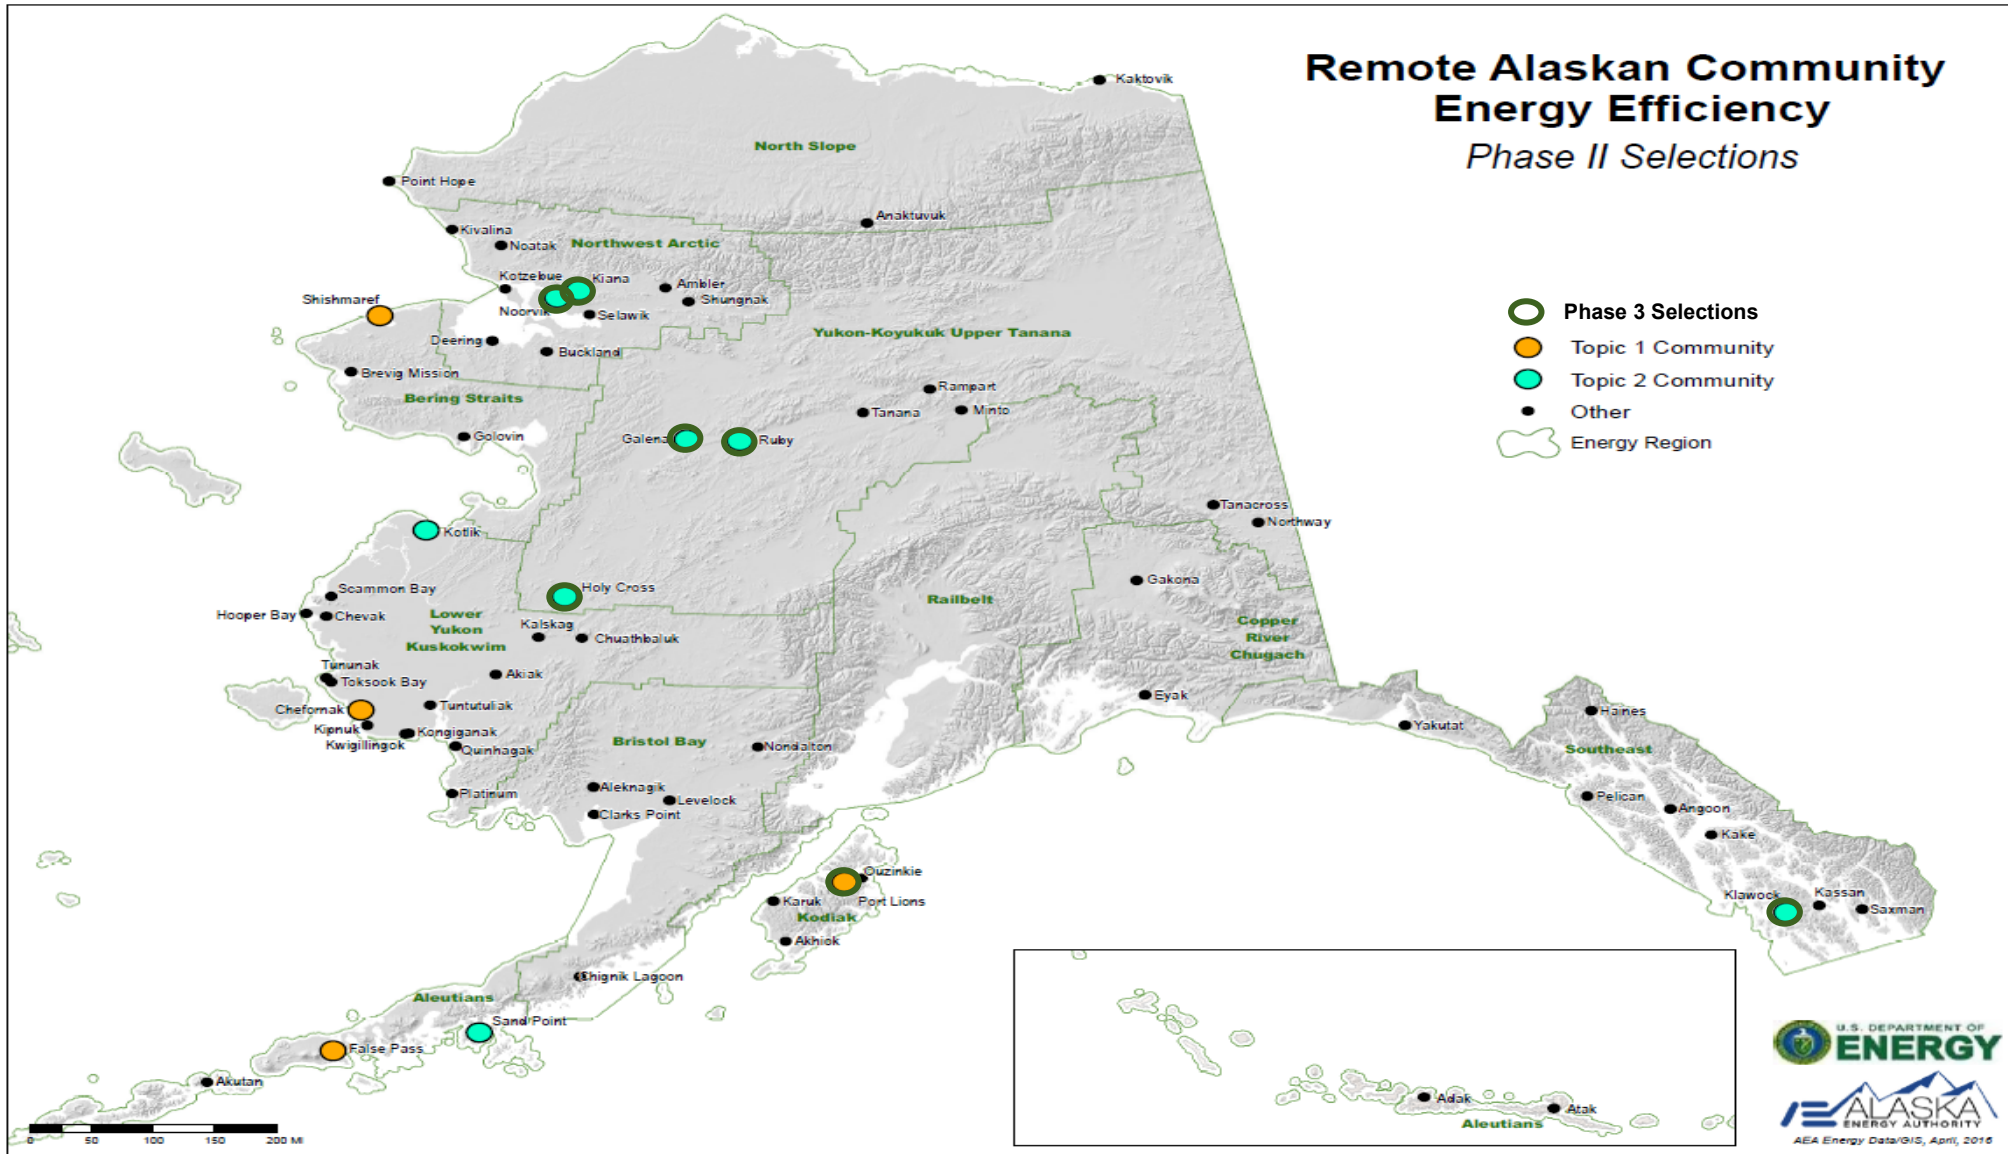 Remote Alaskan Community
Energy Efficiency
Phase II Selections
Kaktovik
North Slope
Point Hope
Anaktuvuk
Kivalina
Noatak
Northwest Arctic
Kotzebue
Kiana
Ambler
Shungnak
Noorvik
Selawik
Shishmaref
Deering
Buckland
Brevig Mission
Bering Straits
Golovin
Yukon-Koyukuk Upper Tanana
Rampart
Tanana
Minto
Galena
Ruby
Phase 3 Selections
Topic 1 Community
Topic 2 Community
Other
Energy Region
Tanacross
Northway
Kotlik
Gakona
Holy Cross
Railbelt
Scammon Bay
Hooper Bay
Chevak
Lower
Yukon
Kuskokwim
Kalskag
Chuathbaluk
Copper
River
Chugach
Tununak
Toksook Bay
Akiak
Chefornak
Tuntutuliak
Kipnuk
Kwigillingok
Kongiganak
Quinhagak
Eyak
Yakutat
Haines
Southeast
Bristol Bay
Nondalton
Platinum
Aleknagik
Levelock
Clarks Point
Pelican
Angoon
Kake
Ouzinkie
Karuk
Port Lions
Kodiak
Akhiok
Klawock
Kassan
Saxman
Chignik Lagoon
Aleutians
Sand Point
False Pass
Akutan
0 50 100 150 200 Mi
Adak
Atak
Aleutians
U.S. DEPARTMENT OF
ENERGY
ALASKA
ENERGY AUTHORITY
AEA Energy Data/GIS, April, 2016